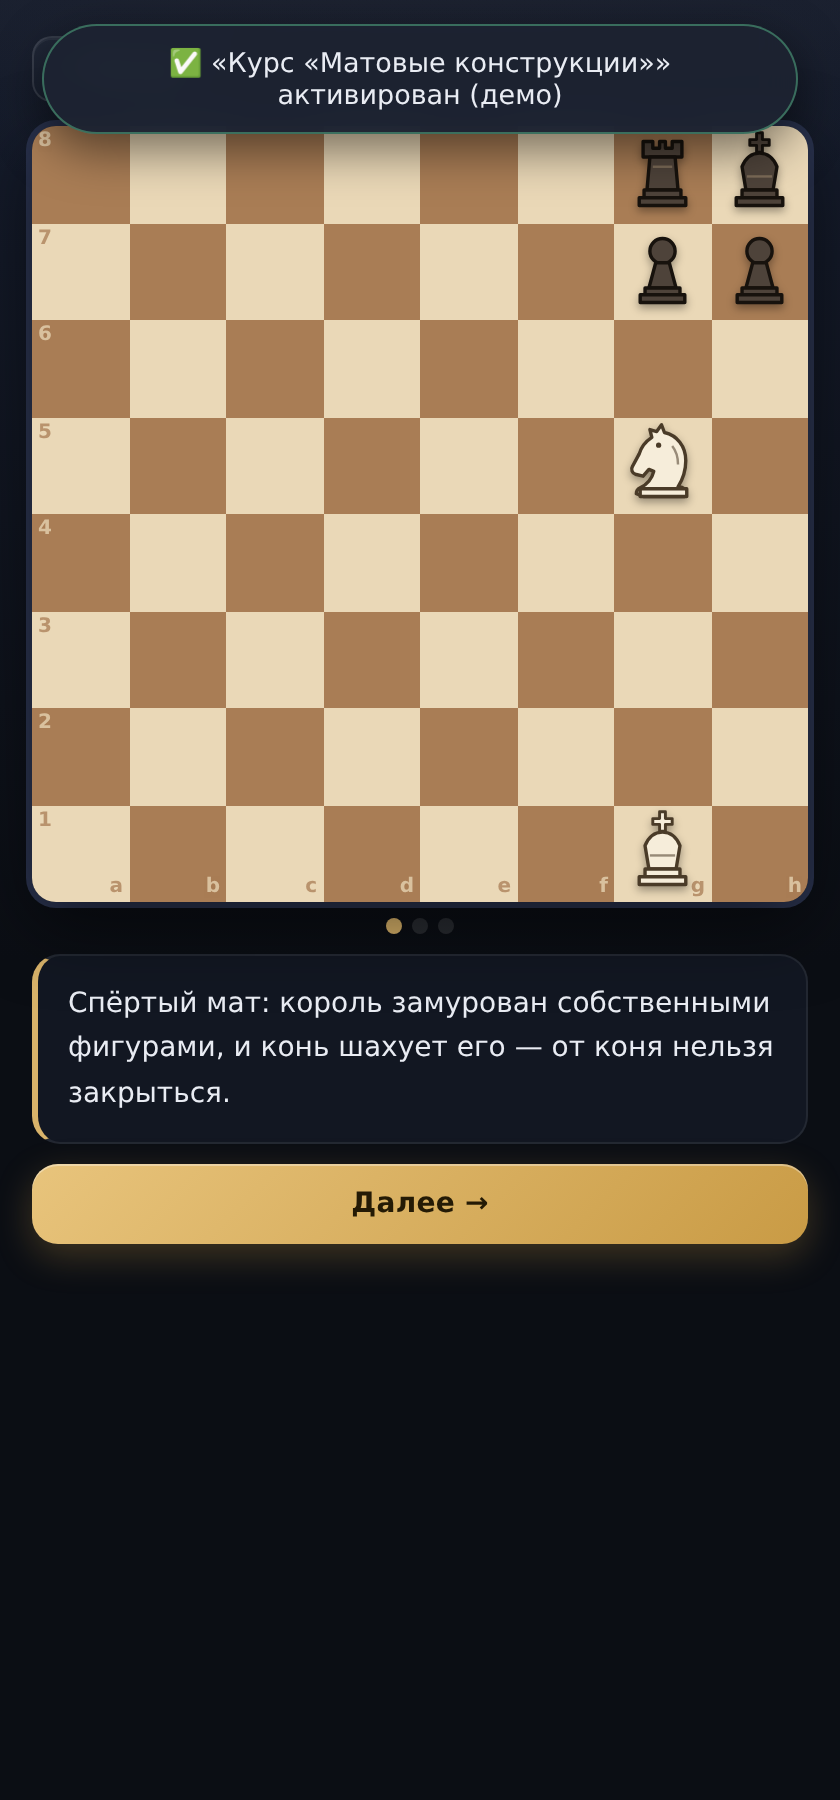 ✅ «Курс «Матовые конструкции»»
активирован (демо)
8
7
6
5
4
3
2
1
a b c d e f g h
Спёртый мат: король замурован собственными
фигурами, и конь шахует его — от коня нельзя
закрыться.
Далее →